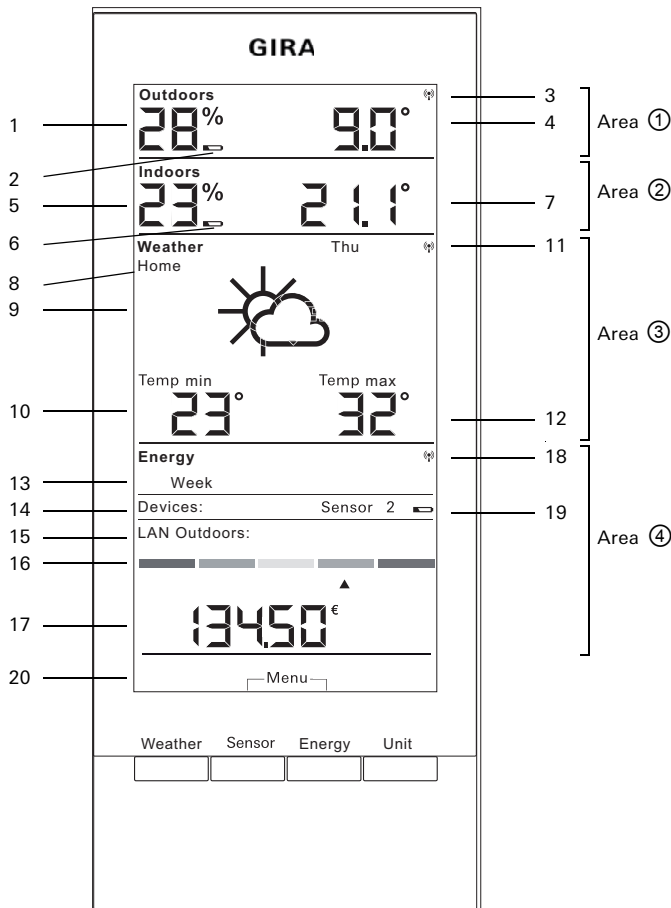 GIRA
Outdoors
1 28% 9.0° 3
4 Area ①
2
Indoors
5 23% 21.1° 7 Area ②
6
Weather Thu 11
8 Home
9 Area ③
Temp min Temp max
10 23° 32° 12
Energy 18
13 Week
14 Devices: Sensor 2 19
15 LAN Outdoors: Area ④
16
17 134.50 €
20 Menu
Weather Sensor Energy Unit